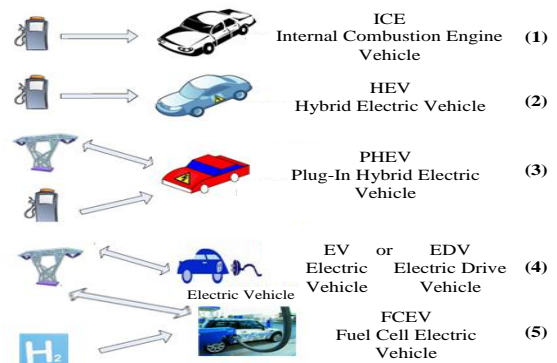 ICE
Internal Combustion Engine
Vehicle
(1)
HEV
Hybrid Electric Vehicle
(2)
PHEV
Plug-In Hybrid Electric
Vehicle
(3)
EV or EDV
Electric Electric Drive
Vehicle Vehicle
(4)
Electric Vehicle
FCEV
Fuel Cell Electric
Vehicle
(5)
H2